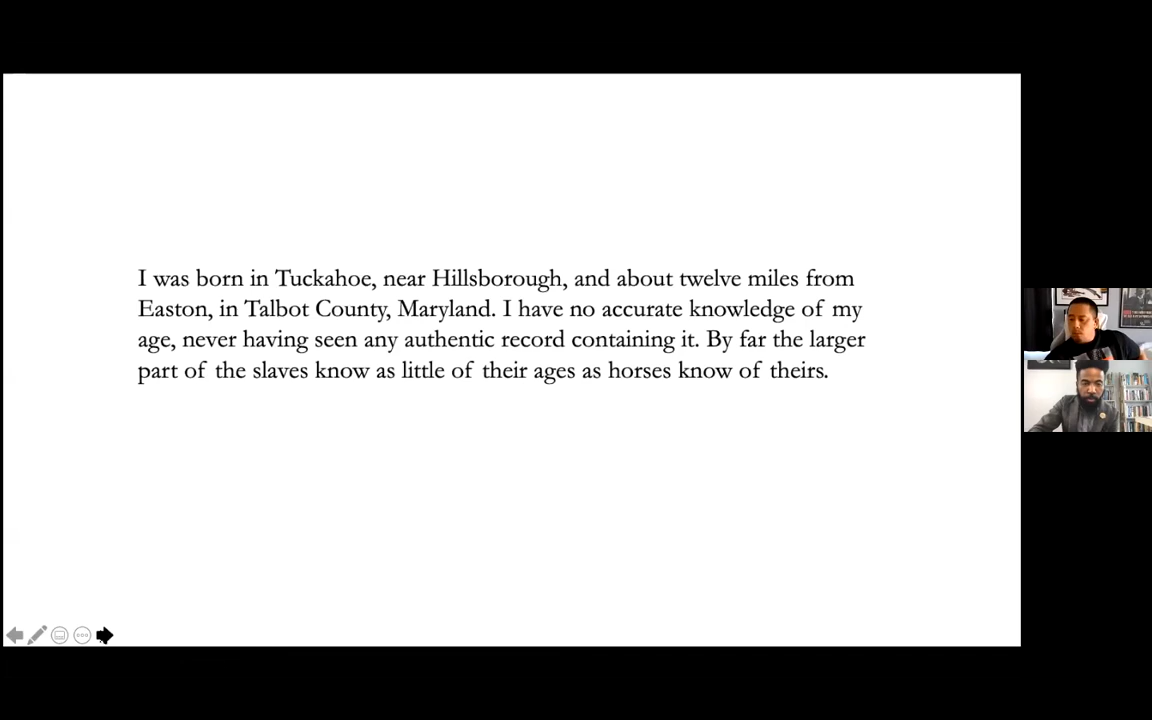 I was born in Tuckahoe, near Hillsborough, and about twelve miles from
Easton, in Talbot County, Maryland. I have no accurate knowledge of my
age, never having seen any authentic record containing it. By far the larger
part of the slaves know as little of their ages as horses know of theirs.